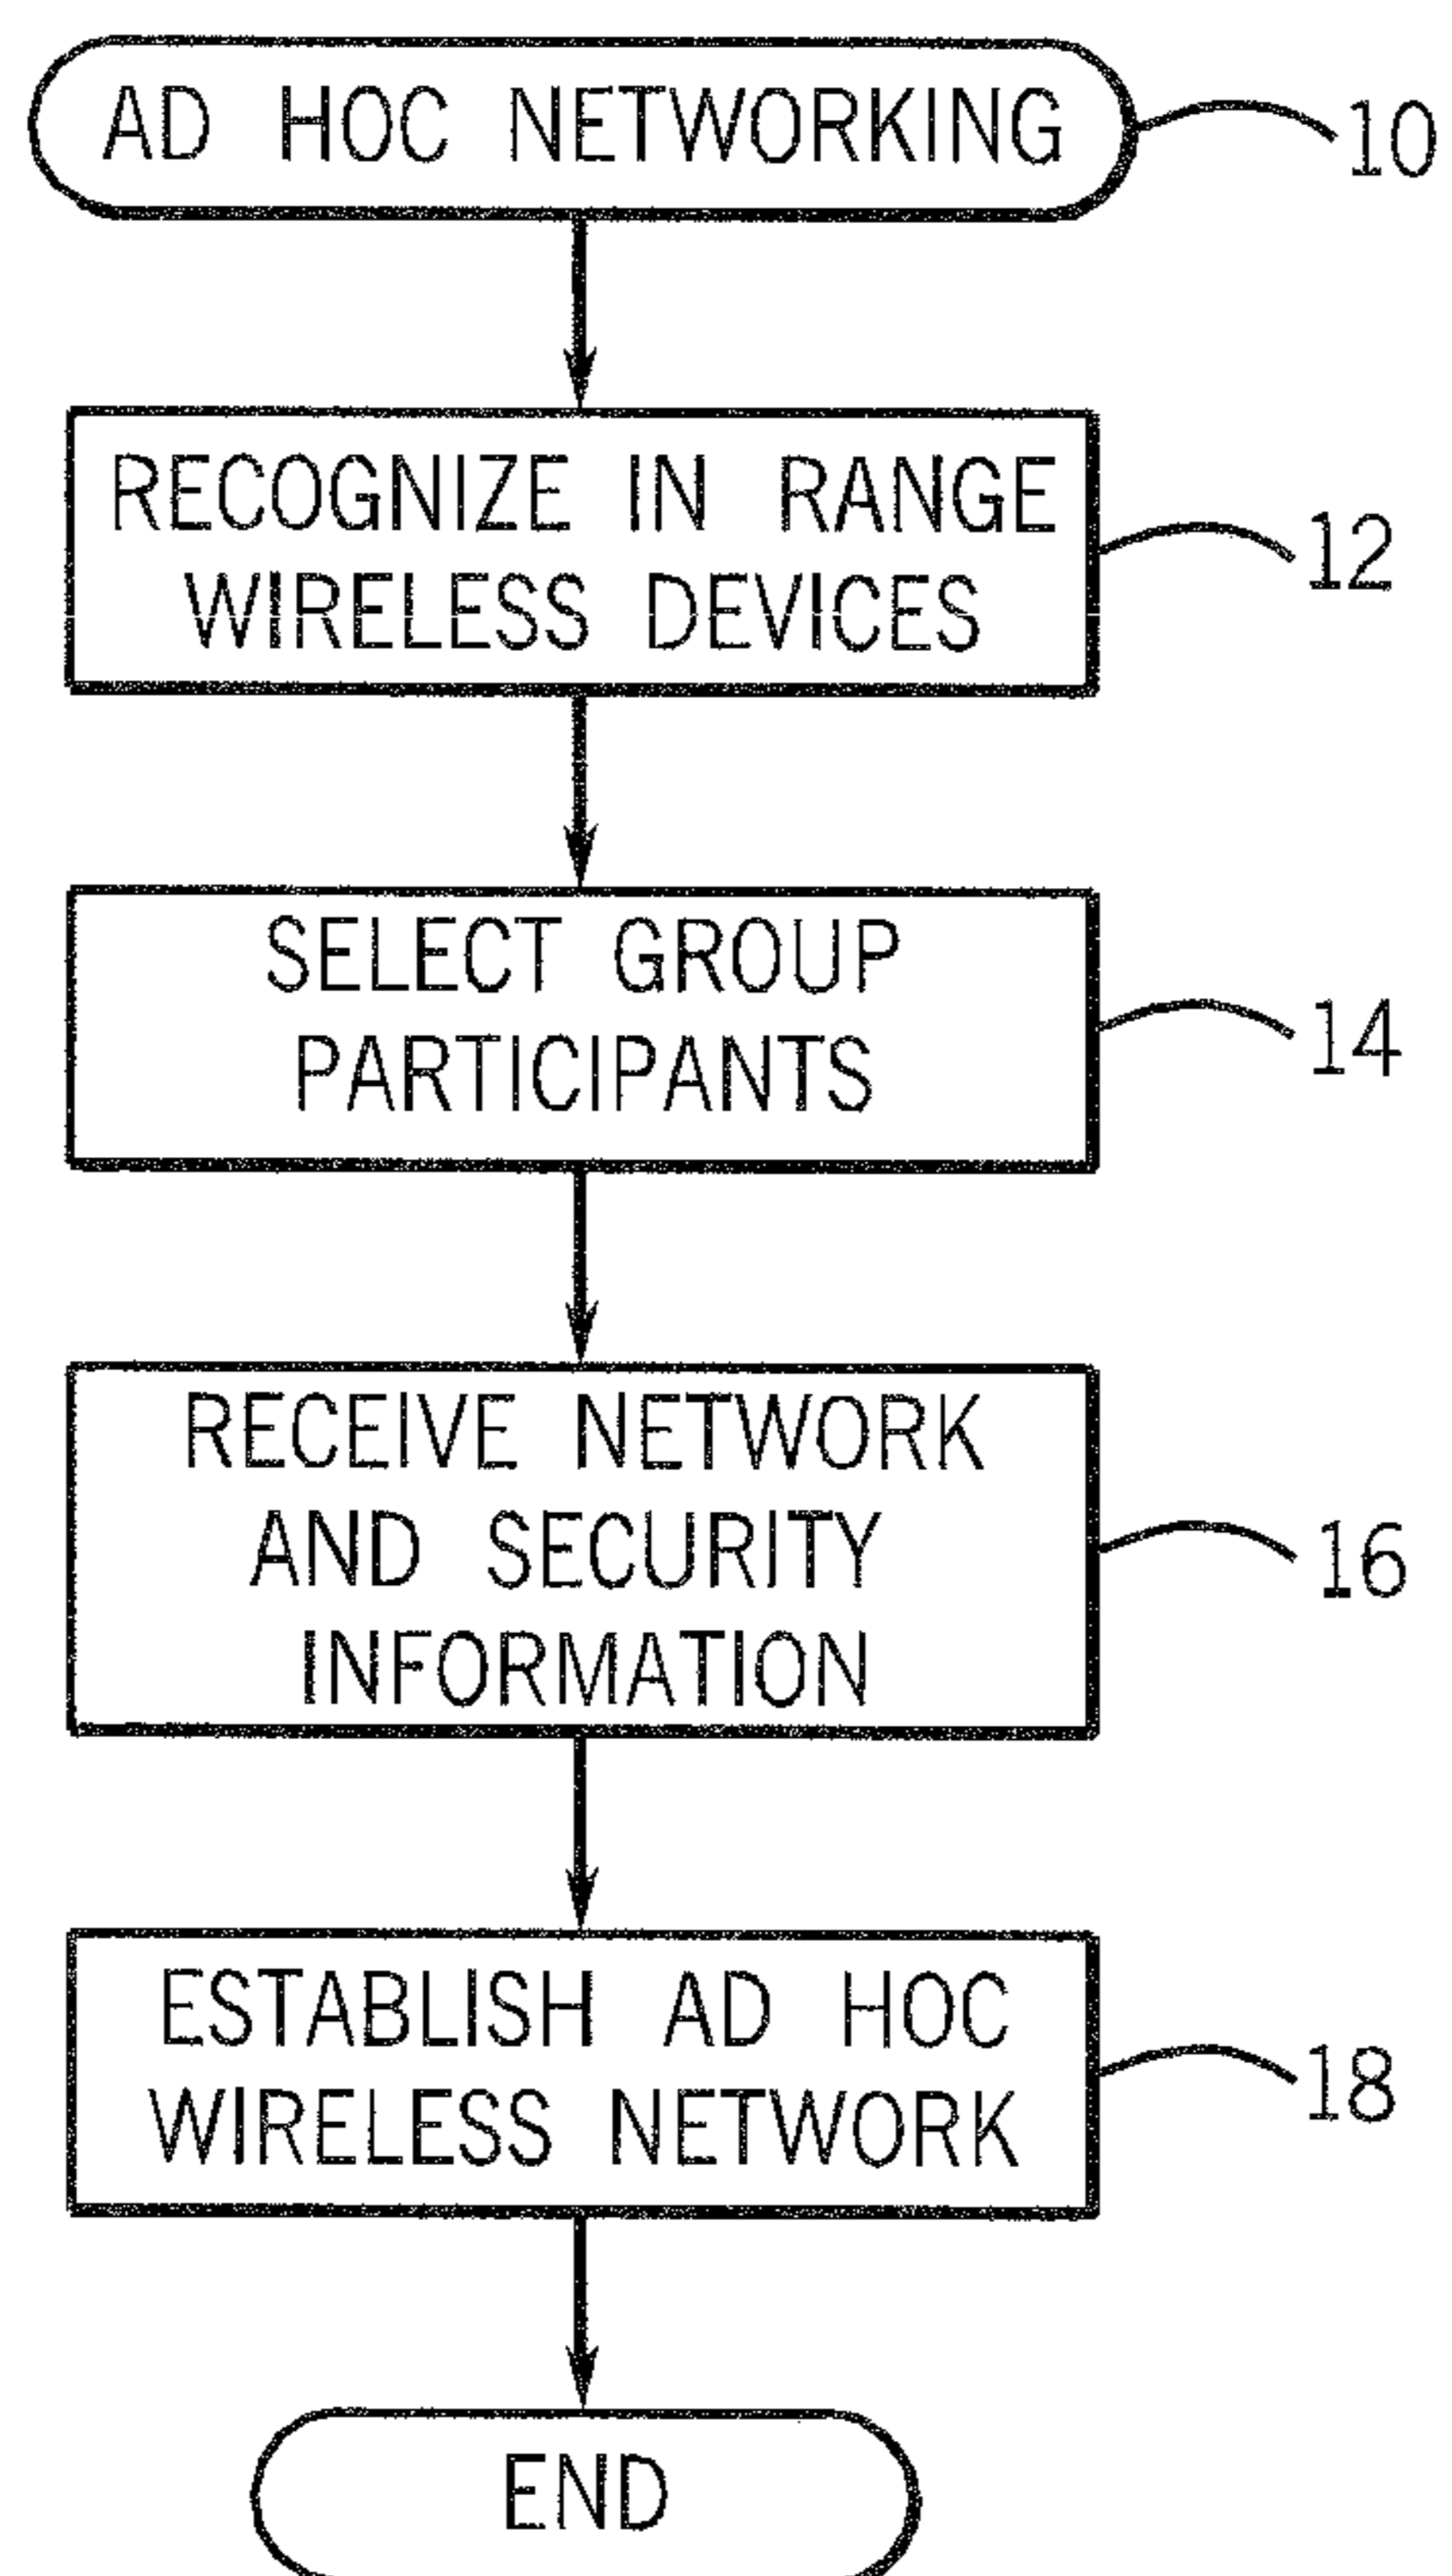 AD HOC NETWORKING
10
RECOGNIZE IN RANGE
WIRELESS DEVICES
12
SELECT GROUP
PARTICIPANTS
14
RECEIVE NETWORK
AND SECURITY
INFORMATION
16
ESTABLISH AD HOC
WIRELESS NETWORK
18
END